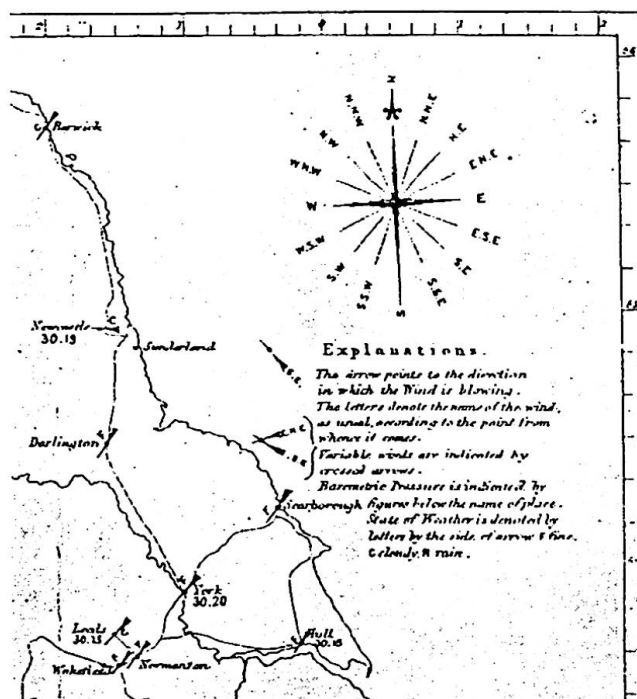 N
N.N.W
N.N.E
N.W
N.E
W.N.W
E.N.E
W
E
W.S.W
E.S.E
S.W
S.E
S.S.W
S.S.E
S
Berwick
Newcastle
30.19
Sunderland
Darlington
Scarborough
York
30.20
Leeds
30.15
Hull
30.15
Wakefield
Normanton
Explanations.
The arrow points to the direction
in which the Wind is blowing.
The letters denote the name of the wind,
as usual, according to the point from
whence it comes.
Variable winds are indicated by
crossed arrows.
Barometric Pressure is indicated by
figures below the name of place.
State of Weather is denoted by
letters by the side of arrow F fine,
C cloudy, R rain.